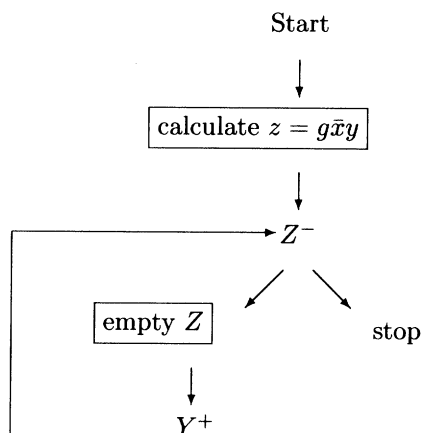 Start
calculate z = gx̄y
Z⁻
empty Z
stop
Y⁺